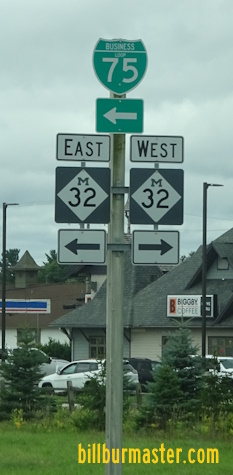 BUSINESS
LOOP
75
EAST WEST
M M
32 32
BIGGBY
COFFEE
billburmaster.com